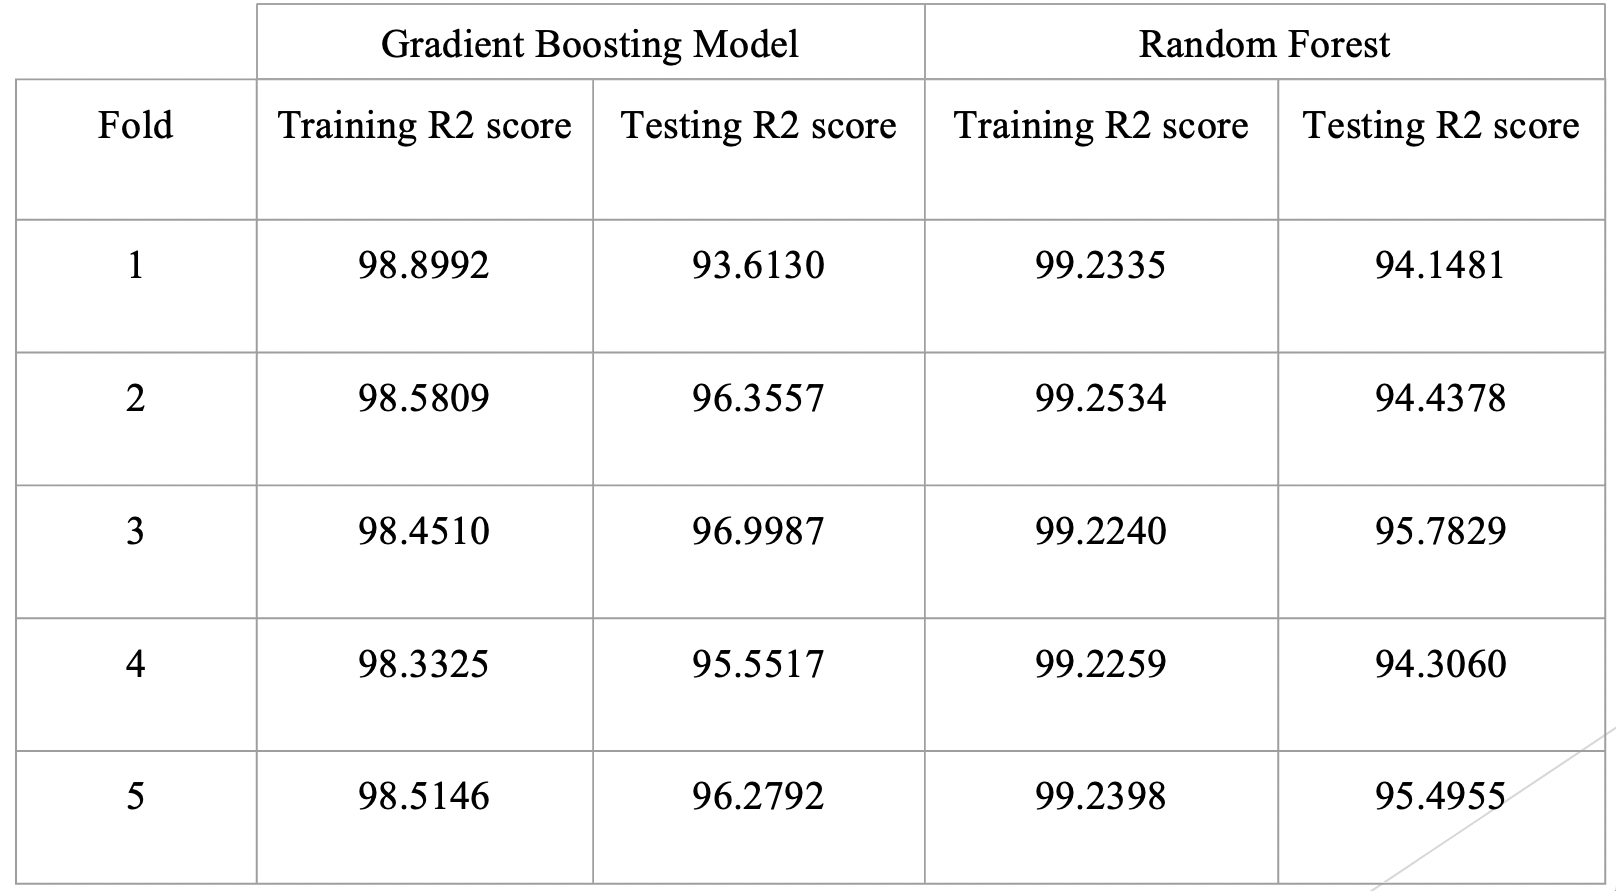 Gradient Boosting Model Random Forest
Fold Training R2 score Testing R2 score Training R2 score Testing R2 score
1 98.8992 93.6130 99.2335 94.1481
2 98.5809 96.3557 99.2534 94.4378
3 98.4510 96.9987 99.2240 95.7829
4 98.3325 95.5517 99.2259 94.3060
5 98.5146 96.2792 99.2398 95.4955